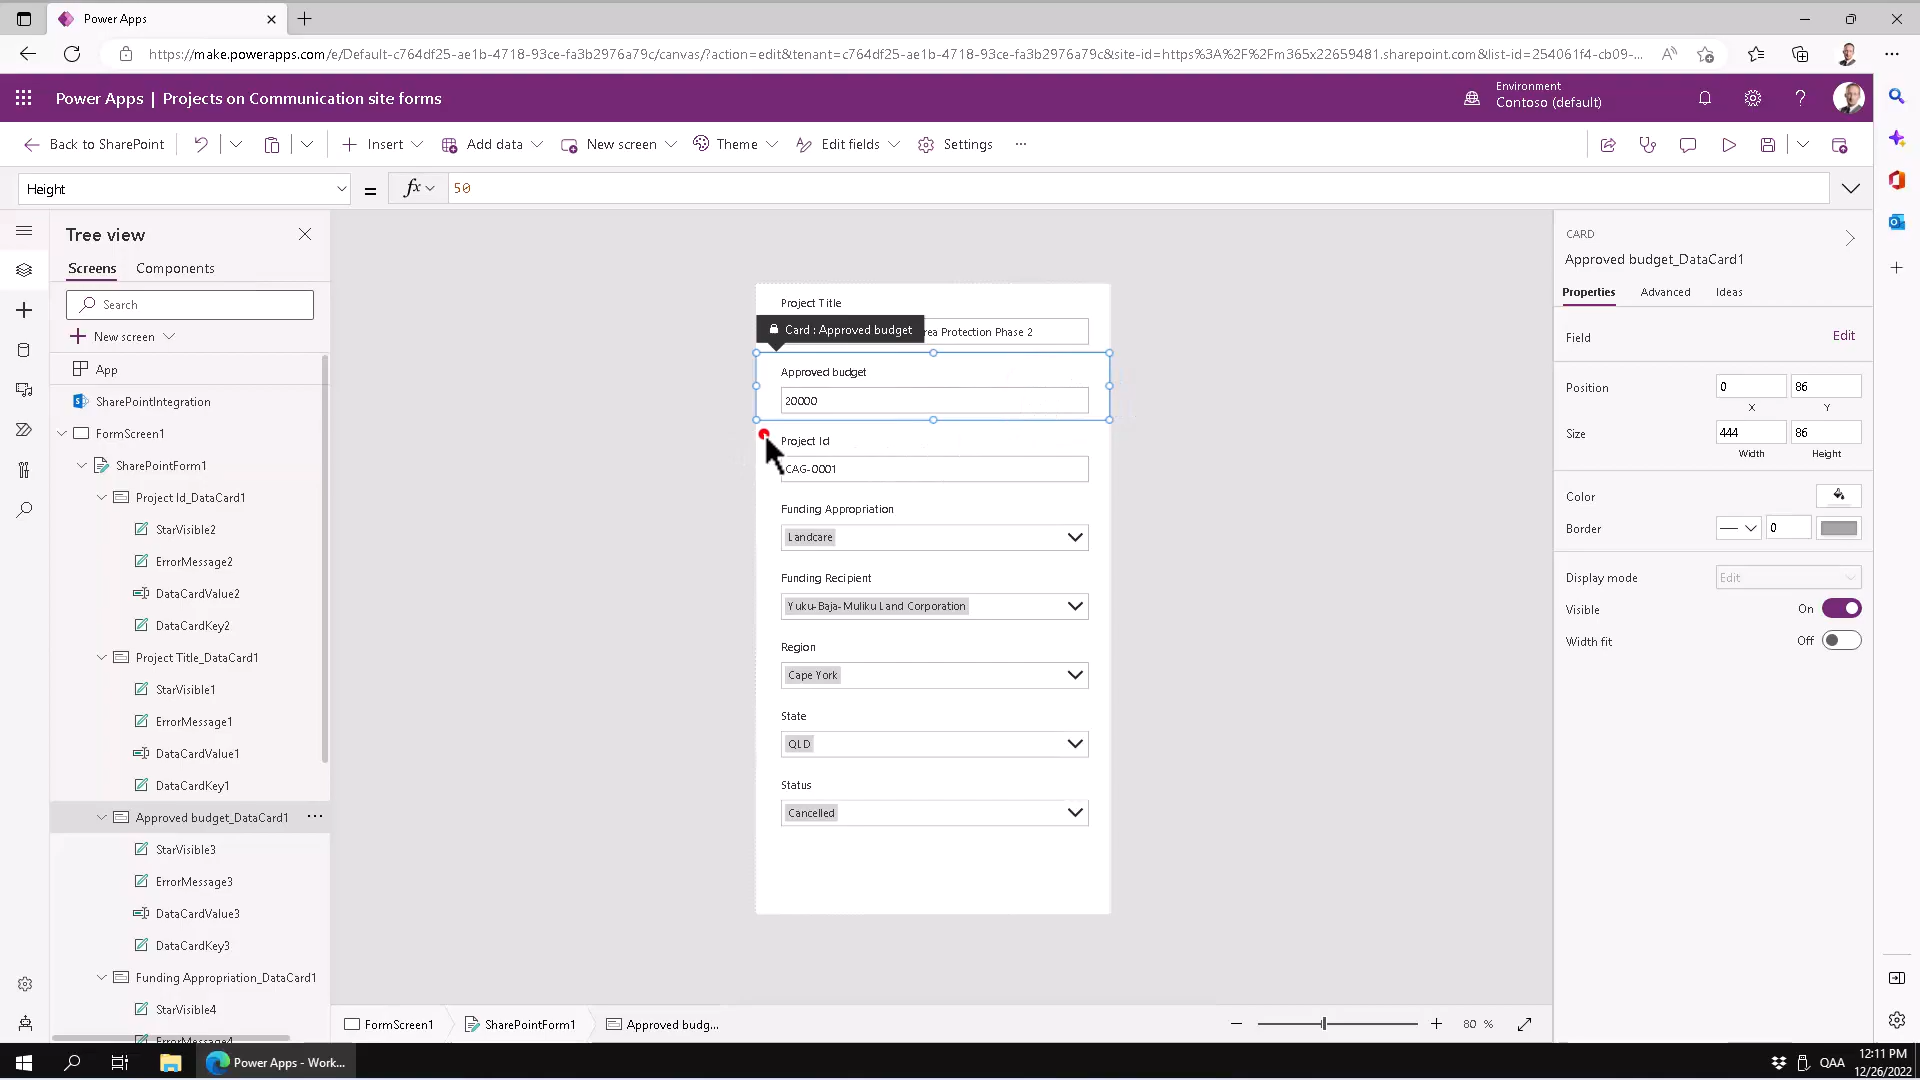 Power Apps
https://make.powerapps.com/e/Default-c764df25-ae1b-4718-93ce-fa3b2976a79c/canvas/?action=edit&tenant=c764df25-ae1b-4718-93ce-fa3b2976a79c&site-id=https%3A%2F%2Fm365x22659481.sharepoint.com&list-id=254061f4-cb09-...
Power Apps | Projects on Communication site forms
Environment
Contoso (default)
Back to SharePoint
Insert
Add data
New screen
Theme
Edit fields
Settings
Height
=
fx
50
Tree view
Screens
Components
Search
New screen
App
SharePointIntegration
FormScreen1
SharePointForm1
Project Id_DataCard1
StarVisible2
ErrorMessage2
DataCardValue2
DataCardKey2
Project Title_DataCard1
StarVisible1
ErrorMessage1
DataCardValue1
DataCardKey1
Approved budget_DataCard1
StarVisible3
ErrorMessage3
DataCardValue3
DataCardKey3
Funding Appropriation_DataCard1
StarVisible4
ErrorMessage4
Project Title
Card : Approved budget
rea Protection Phase 2
Approved budget
20000
Project Id
CAG-0001
Funding Appropriation
Landcare
Funding Recipient
Yuku-Baja-Muliku Land Corporation
Region
Cape York
State
QLD
Status
Cancelled
FormScreen1
SharePointForm1
Approved budg...
80 %
CARD
Approved budget_DataCard1
Properties
Advanced
Ideas
Field
Edit
Position
0
86
X
Y
Size
444
86
Width
Height
Color
Border
0
Display mode
Edit
Visible
On
Width fit
Off
Power Apps - Work...
QAA
12:11 PM
12/26/2022